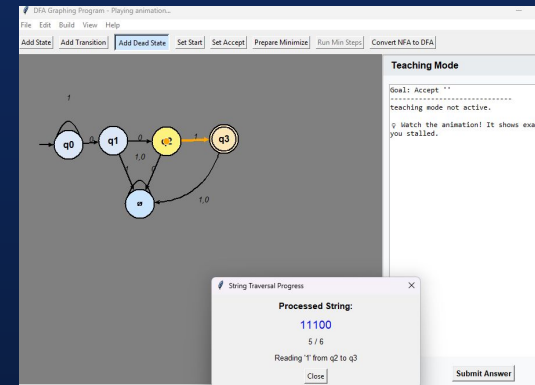 DFA Graphing Program - Playing animation...
File Edit Build View Help
Add State Add Transition Add Dead State Set Start Set Accept Prepare Minimize Run Min Steps Convert NFA to DFA
Teaching Mode
Goal: Accept ''
------------------------------
teaching mode not active.
Watch the animation! It shows exa
you stalled.
1
q0 0 q1 0 q2 1 q3
1,0
1 0
ø
1,0
String Traversal Progress
Processed String:
11100
5 / 6
Reading '1' from q2 to q3
Close
Submit Answer